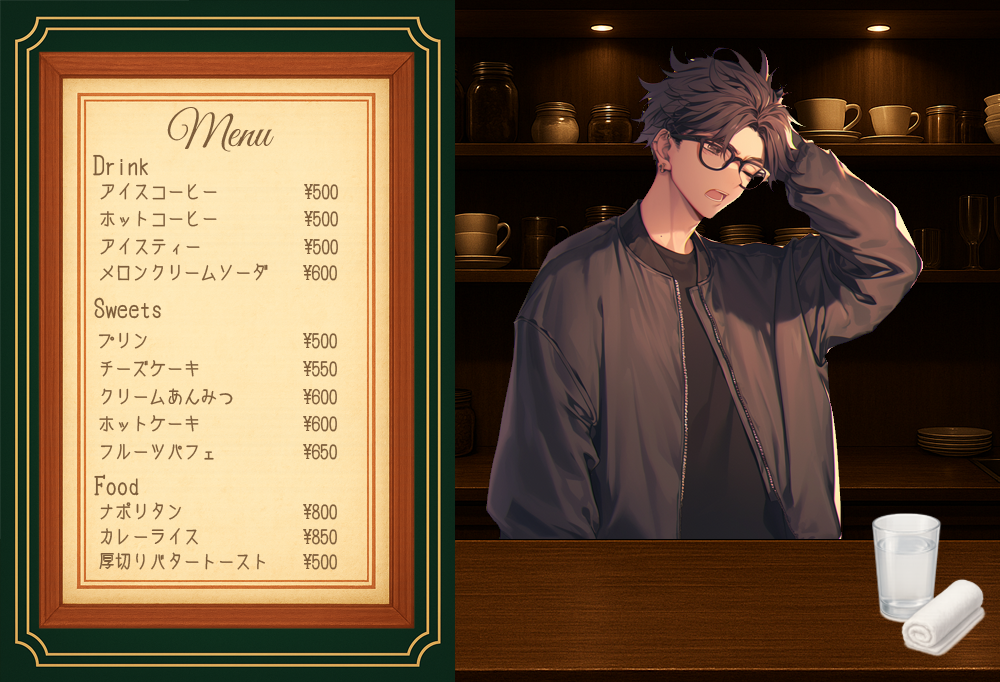 Menu
Drink
アイスコーヒー ¥500
ホットコーヒー ¥500
アイスティー ¥500
メロンクリームソーダ ¥600
Sweets
プリン ¥500
チーズケーキ ¥550
クリームあんみつ ¥600
ホットケーキ ¥600
フルーツパフェ ¥650
Food
ナポリタン ¥800
カレーライス ¥850
厚切りバタートースト ¥500